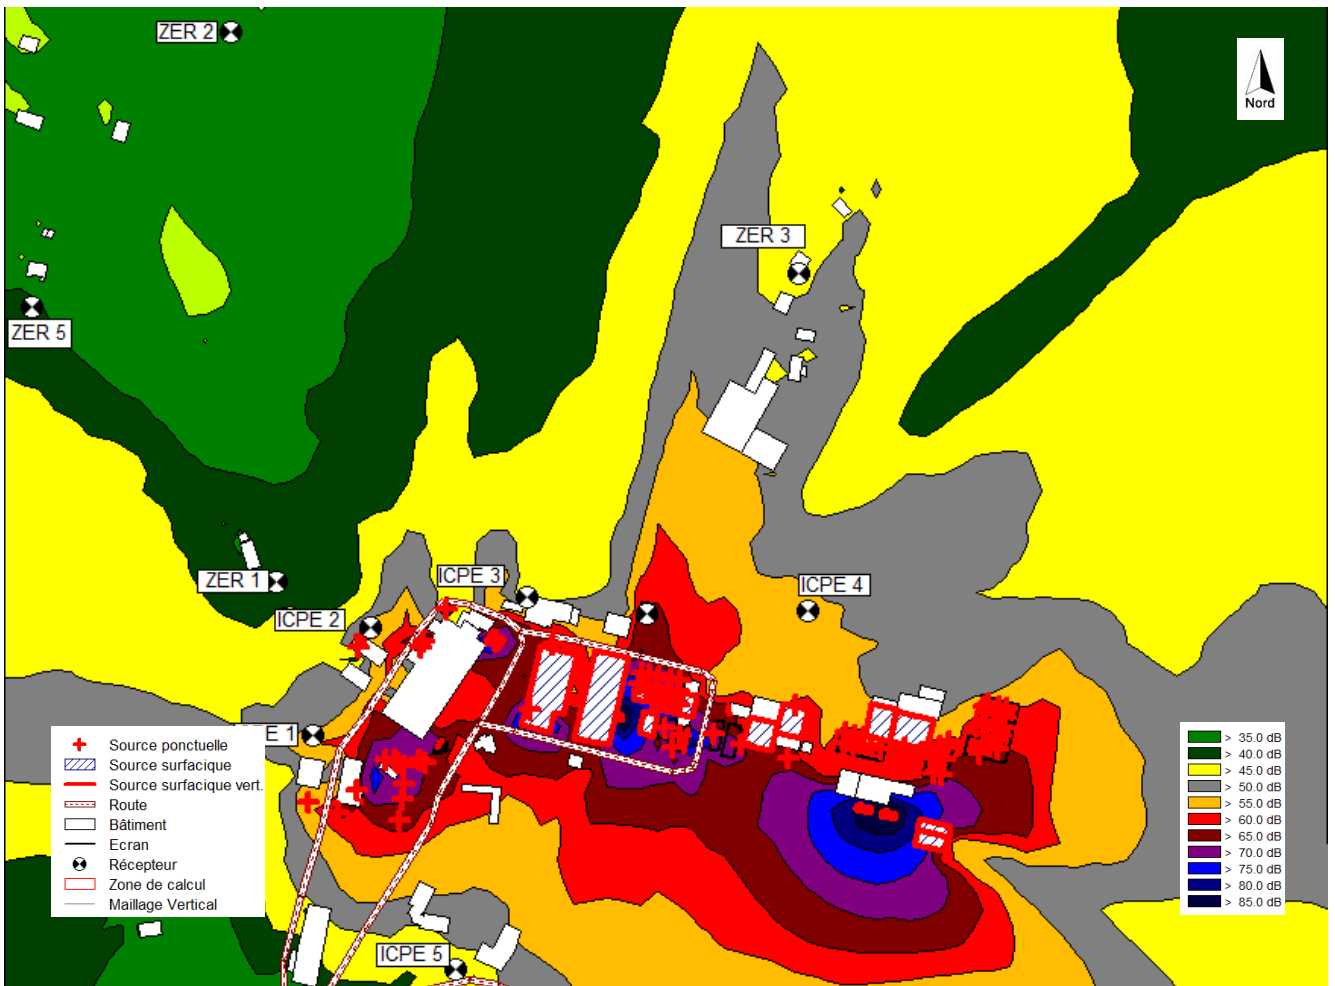 ZER 2
Nord
ZER 3
ZER 5
ICPE 3
ZER 1
ICPE 4
ICPE 2
E 1
Source ponctuelle
Source surfacique
Source surfacique vert.
Route
Bâtiment
Ecran
Récepteur
Zone de calcul
Maillage Vertical
> 35.0 dB
> 40.0 dB
> 45.0 dB
> 50.0 dB
> 55.0 dB
> 60.0 dB
> 65.0 dB
> 70.0 dB
> 75.0 dB
> 80.0 dB
> 85.0 dB
ICPE 5